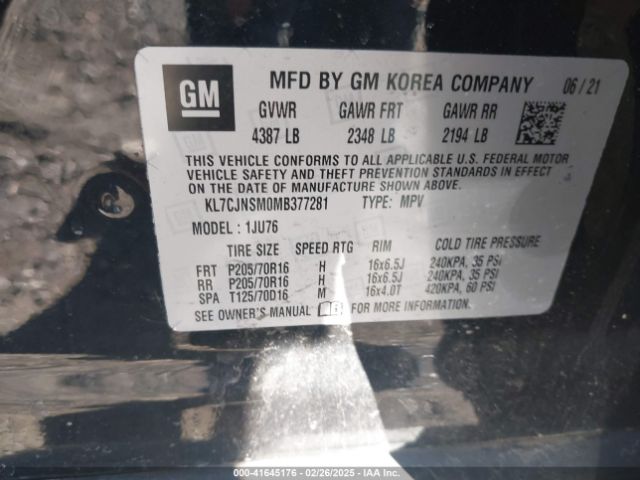 GM
MFD BY GM KOREA COMPANY 06 / 21
GVWR GAWR FRT GAWR RR
4387 LB 2348 LB 2194 LB
THIS VEHICLE CONFORMS TO ALL APPLICABLE U.S. FEDERAL MOTOR
VEHICLE SAFETY AND THEFT PREVENTION STANDARDS IN EFFECT ON
THE DATE OF MANUFACTURE SHOWN ABOVE.
KL7CJNSM0MB377281 TYPE: MPV
MODEL : 1JU76
TIRE SIZE SPEED RTG RIM COLD TIRE PRESSURE
FRT P205/70R16 H 16x6.5J 240KPA, 35 PSI
RR P205/70R16 H 16x6.5J 240KPA, 35 PSI
SPA T125/70D16 M 16x4.0T 420KPA, 60 PSI
SEE OWNER'S MANUAL FOR MORE INFORMATION.
000-41645176 - 02/26/2025 - IAA Inc.